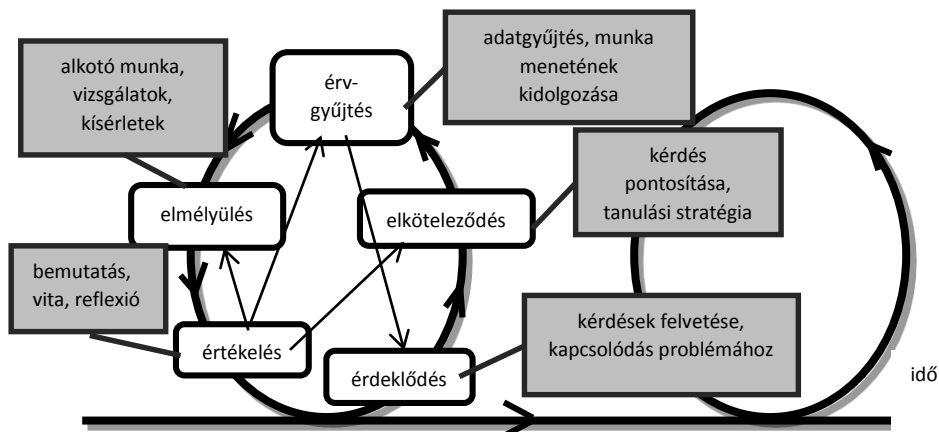 alkotó munka,
vizsgálatok,
kísérletek
érv-
gyűjtés
adatgyűjtés, munka
menetének
kidolgozása
elmélyülés
elköteleződés
kérdés
pontosítása,
tanulási stratégia
bemutatás,
vita, reflexió
értékelés
érdeklődés
kérdések felvetése,
kapcsolódás problémához
idő